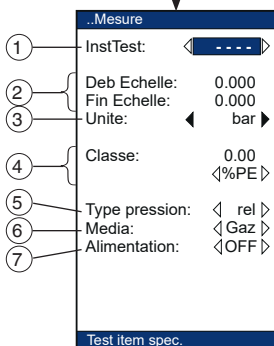 ..Mesure
1 InstTest: ----
2 Deb Echelle: 0.000
Fin Echelle: 0.000
3 Unite: bar
4 Classe: 0.00
%PE
5 Type pression: rel
6 Media: Gaz
7 Alimentation: OFF
Test item spec.